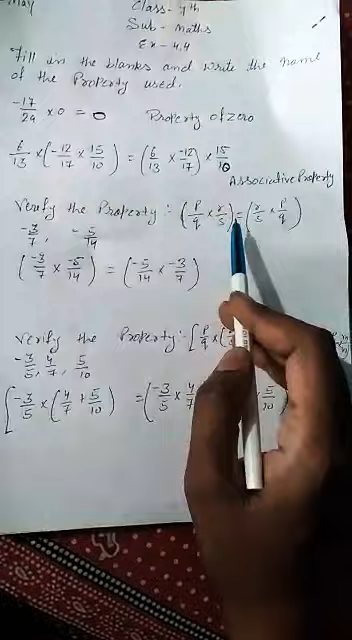 May
Class - 7th
Sub - Maths
Ex - 4.4
Fill in the blanks and write the name
of the Property used.
-17/24 × 0 = 0 Property of zero
6/13 × (-12/17 × 15/10) = (6/13 × -12/17) × 15/10
Associative Property
Verify the Property :- (P/q × r/s) = (r/s × P/q)
-3/7, -5/14
(-3/7 × -5/14) = (-5/14 × -3/7)
Verify the Property :- [P/q × (
-3/5, 4/7, 5/10
[-3/5 × (4/7 + 5/10) = (-3/5 × 4/7 5/10)